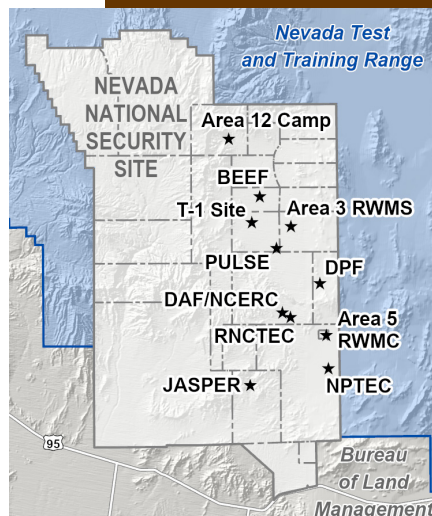 Nevada Test
and Training Range
NEVADA
NATIONAL
SECURITY
SITE
Area 12 Camp
BEEF
T-1 Site
Area 3 RWMS
PULSE
DPF
DAF/NCERC
RNCTEC
Area 5
RWMC
JASPER
NPTEC
95
Bureau
of Land
Management